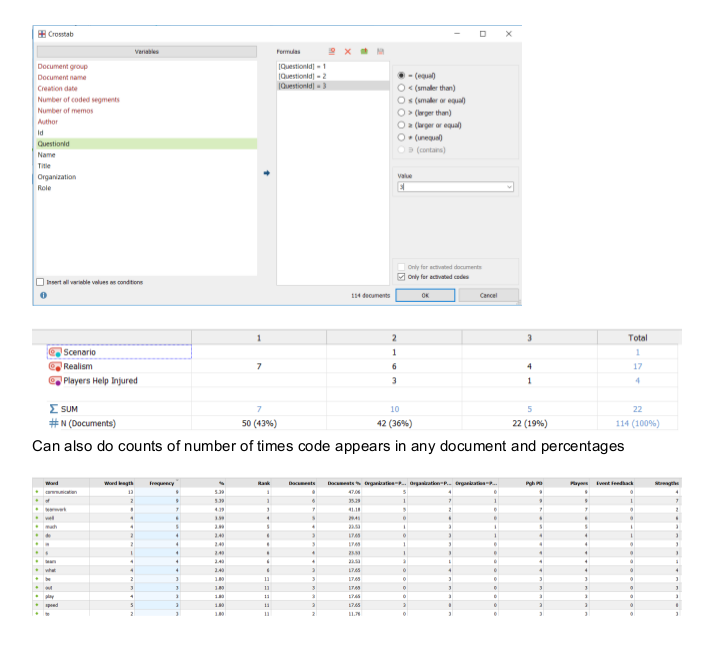 Crosstab
Variables
Formulas
Document group
Document name
Creation date
Number of coded segments
Number of memos
Author
Id
QuestionId
Name
Title
Organization
Role
[QuestionId] = 1
[QuestionId] = 2
[QuestionId] = 3
= (equal)
< (smaller than)
≤ (smaller or equal)
> (larger than)
≥ (larger or equal)
≠ (unequal)
(contains)
Value
3
Only for activated documents
Insert all variable values as conditions
Only for activated codes
114 documents OK Cancel
1 2 3 Total
Scenario 1 1
Realism 7 6 4 17
Players Help Injured 3 1 4
∑ SUM 7 10 5 22
# N (Documents) 50 (43%) 42 (36%) 22 (19%) 114 (100%)
Can also do counts of number of times code appears in any document and percentages
Word Word length Frequency % Rank Documents Documents % Organization=P... Organization=P... Organization=P... Pgh PD Players Event Feedback Strengths
communication 13 9 5.39 1 8 47.06 5 4 0 9 9 0 4
of 2 9 5.39 1 6 35.29 1 7 1 9 9 1 7
teamwork 8 7 4.19 3 7 41.18 5 2 0 7 7 0 2
well 4 6 3.59 4 5 29.41 0 6 0 6 6 0 6
much 4 5 2.99 5 4 23.53 1 3 1 5 5 1 3
do 2 4 2.40 6 3 17.65 0 3 1 4 4 1 3
in 2 4 2.40 6 3 17.65 1 3 0 4 4 0 3
s 1 4 2.40 6 4 23.53 1 3 0 4 4 0 3
team 4 4 2.40 6 4 23.53 3 1 0 4 4 0 1
what 4 4 2.40 6 3 17.65 0 4 0 4 4 0 4
be 2 3 1.80 11 3 17.65 0 3 0 3 3 0 3
out 3 3 1.80 11 3 17.65 0 3 0 3 3 0 3
play 4 3 1.80 11 3 17.65 0 3 0 3 3 0 3
speed 5 3 1.80 11 3 17.65 3 0 0 3 3 0 0
to 2 3 1.80 11 2 11.76 0 3 0 3 3 0 3